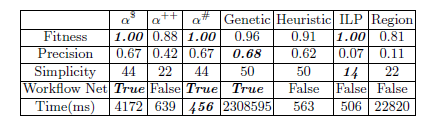 α$ α++ α# Genetic Heuristic ILP Region
Fitness 1.00 0.88 1.00 0.96 0.91 1.00 0.81
Precision 0.67 0.42 0.67 0.68 0.62 0.07 0.11
Simplicity 44 22 44 50 50 14 22
Workflow Net True False True True False False False
Time(ms) 4172 639 456 2308595 563 506 22820